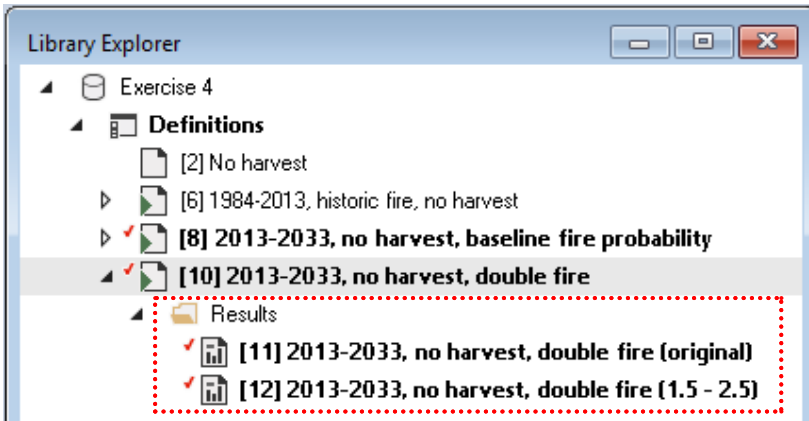 Library Explorer
Exercise 4
Definitions
[2] No harvest
[6] 1984-2013, historic fire, no harvest
[8] 2013-2033, no harvest, baseline fire probability
[10] 2013-2033, no harvest, double fire
Results
[11] 2013-2033, no harvest, double fire (original)
[12] 2013-2033, no harvest, double fire (1.5 - 2.5)